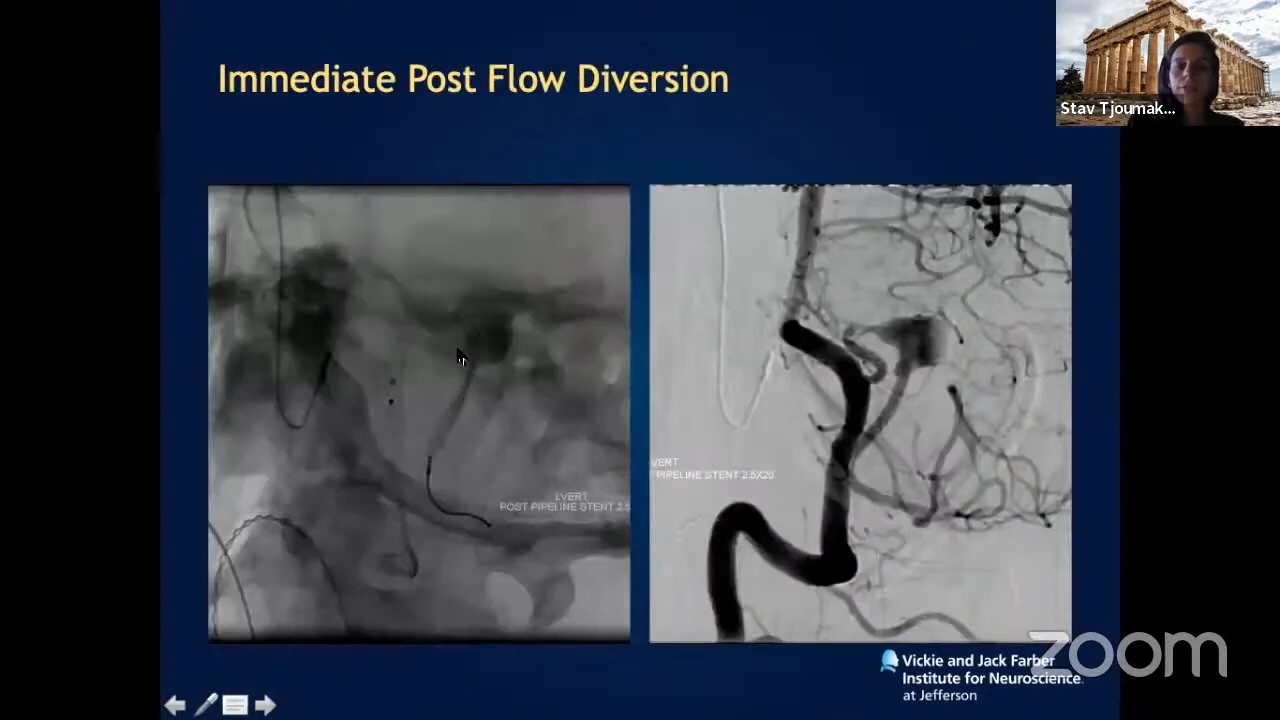 Immediate Post Flow Diversion
Stav Tjoumak...
LVERT
POST PIPELINE STENT 2.5
VERT
PIPELINE STENT 2.5X20
Vickie and Jack Farber
Institute for Neuroscience
at Jefferson
zoom